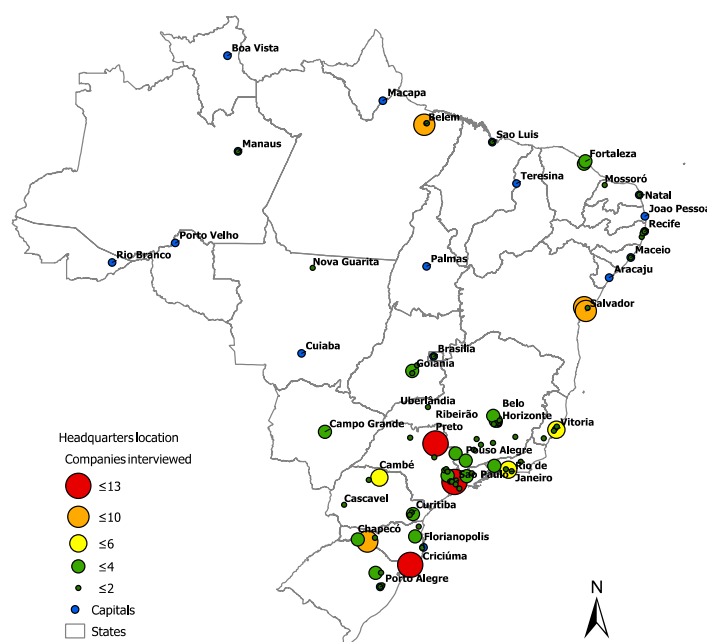 Boa Vista
Macapa
Belem
Sao Luis
Manaus
Fortaleza
Teresina
Mossoró
Natal
Joao Pessoa
Recife
Porto Velho
Maceio
Rio Branco
Nova Guarita
Palmas
Aracaju
Salvador
Cuiaba
Brasilia
Goiania
Uberlândia
Belo
Horizonte
Ribeirão
Preto
Campo Grande
Vitoria
Pouso Alegre
Cambé
São Paulo
Rio de
Janeiro
Cascavel
Curitiba
Chapecó
Florianopolis
Criciúma
Porto Alegre
Headquarters location
Companies interviewed
≤13
≤10
≤6
≤4
≤2
Capitals
States
N